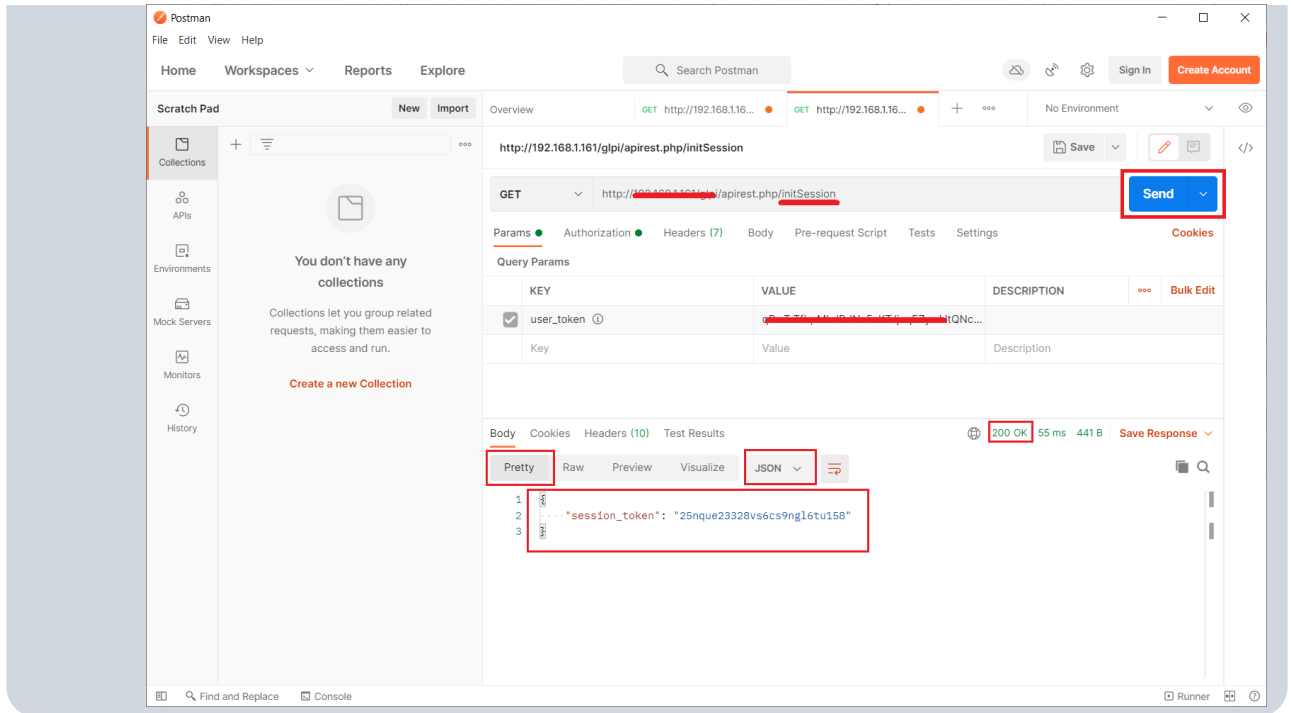 Postman
File Edit View Help
Home Workspaces Reports Explore Search Postman Sign In Create Account
Scratch Pad New Import Overview GET http://192.168.1.16... GET http://192.168.1.16... No Environment
Collections
APIs
Environments
Mock Servers
Monitors
History
You don't have any
collections
Collections let you group related
requests, making them easier to
access and run.
Create a new Collection
http://192.168.1.161/glpi/apirest.php/initSession Save
GET http:// /apirest.php/initSession Send
Params Authorization Headers (7) Body Pre-request Script Tests Settings Cookies
Query Params
KEY VALUE DESCRIPTION Bulk Edit
user_token
Key Value Description
Body Cookies Headers (10) Test Results 200 OK 55 ms 441 B Save Response
Pretty Raw Preview Visualize JSON
1 {
2 "session_token": "25nque23328vs6cs9ngl6tu158"
3 }
Find and Replace Console Runner